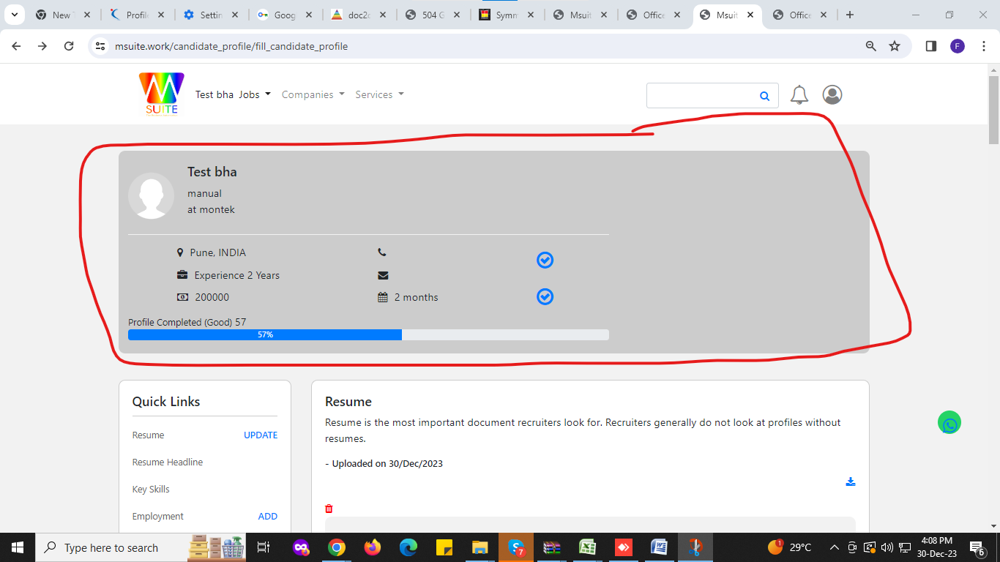 New T
Profile
Settin
Goog
doc2c
504 G
Symm
Msuit
Office
Msuit
Office
msuite.work/candidate_profile/fill_candidate_profile
F
SUITE
Test bha Jobs Companies Services
Test bha
manual
at montek
Pune, INDIA
Experience 2 Years
200000 2 months
Profile Completed (Good) 57
57%
Quick Links
Resume UPDATE
Resume Headline
Key Skills
Employment ADD
Resume
Resume is the most important document recruiters look for. Recruiters generally do not look at profiles without
resumes.
- Uploaded on 30/Dec/2023
Type here to search
7
1
29°C
4:08 PM
30-Dec-23
6